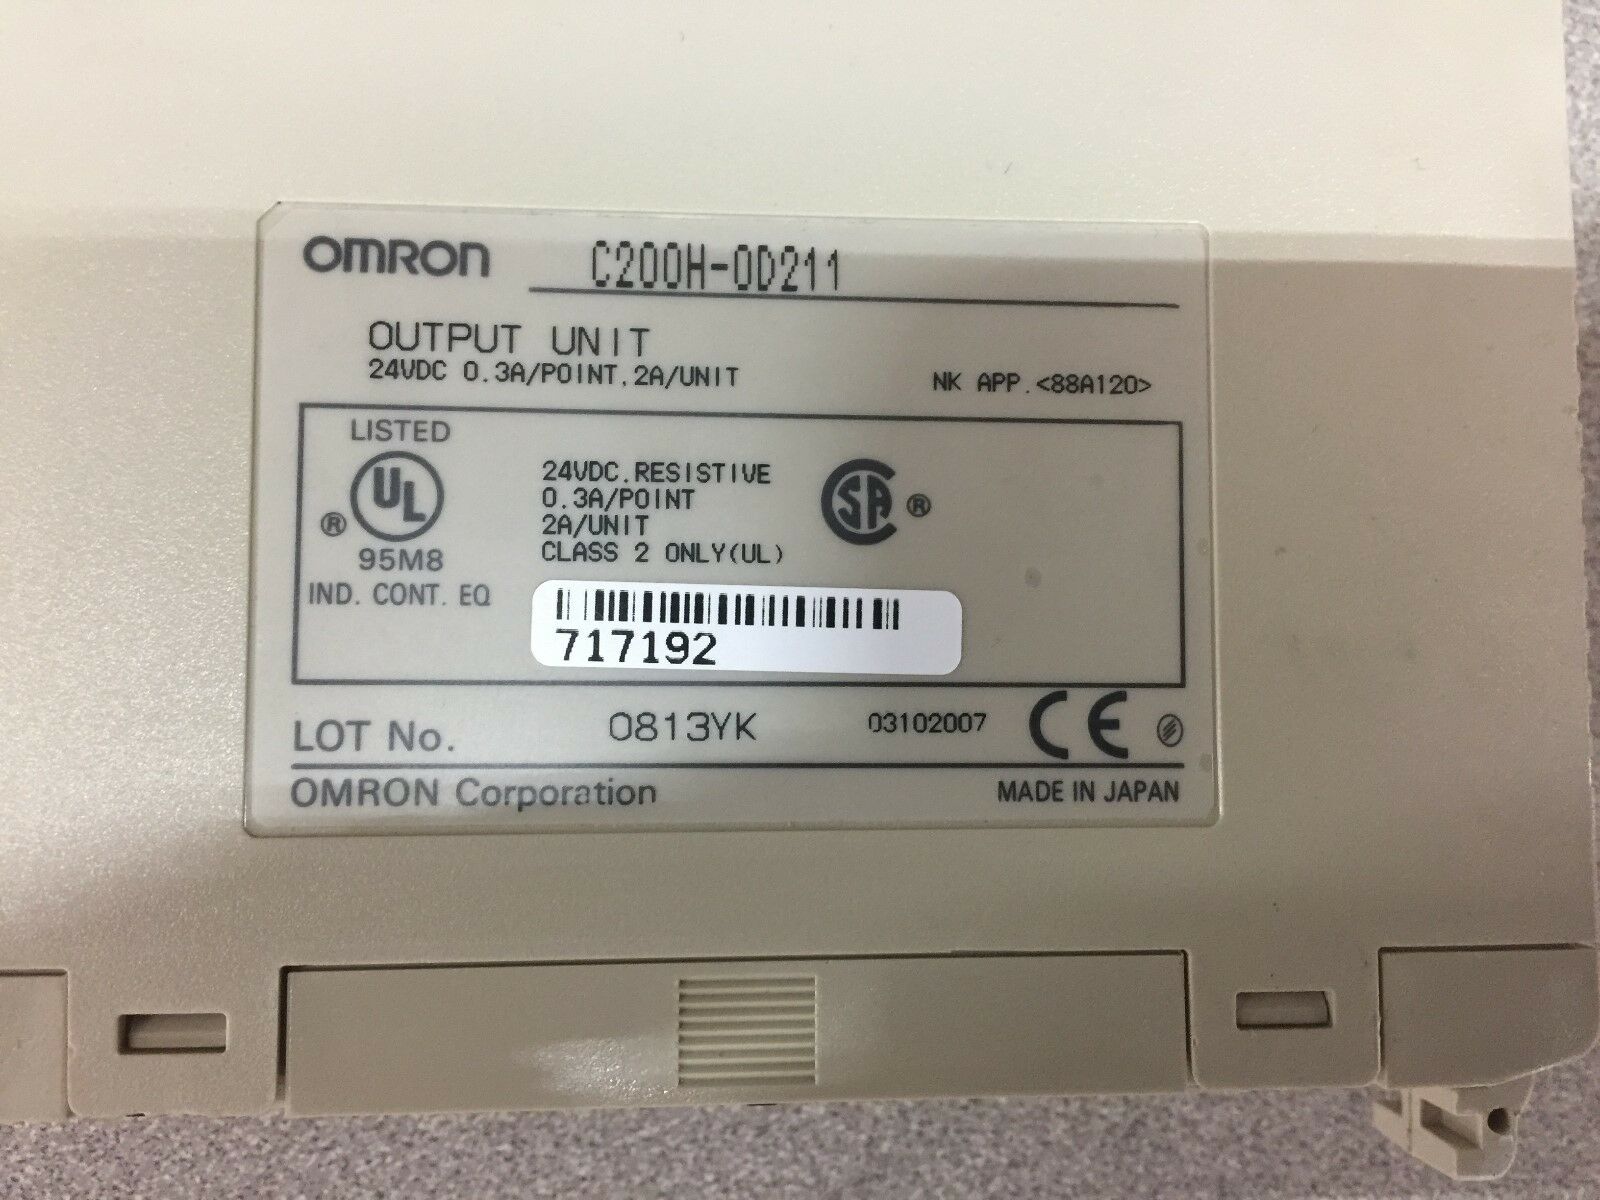 OMRON C200H-OD211
OUTPUT UNIT
24VDC 0.3A/POINT, 2A/UNIT NK APP.<88A120>
LISTED
UL ®
95M8
IND. CONT. EQ
24VDC. RESISTIVE
0.3A/POINT
2A/UNIT
CLASS 2 ONLY(UL)
SA ®
717192
LOT No. 0813YK 03102007 CE
OMRON Corporation MADE IN JAPAN